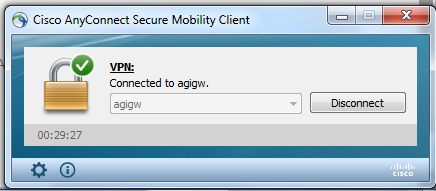 Cisco AnyConnect Secure Mobility Client
VPN:
Connected to agigw.
agigw
Disconnect
00:29:27
cisco